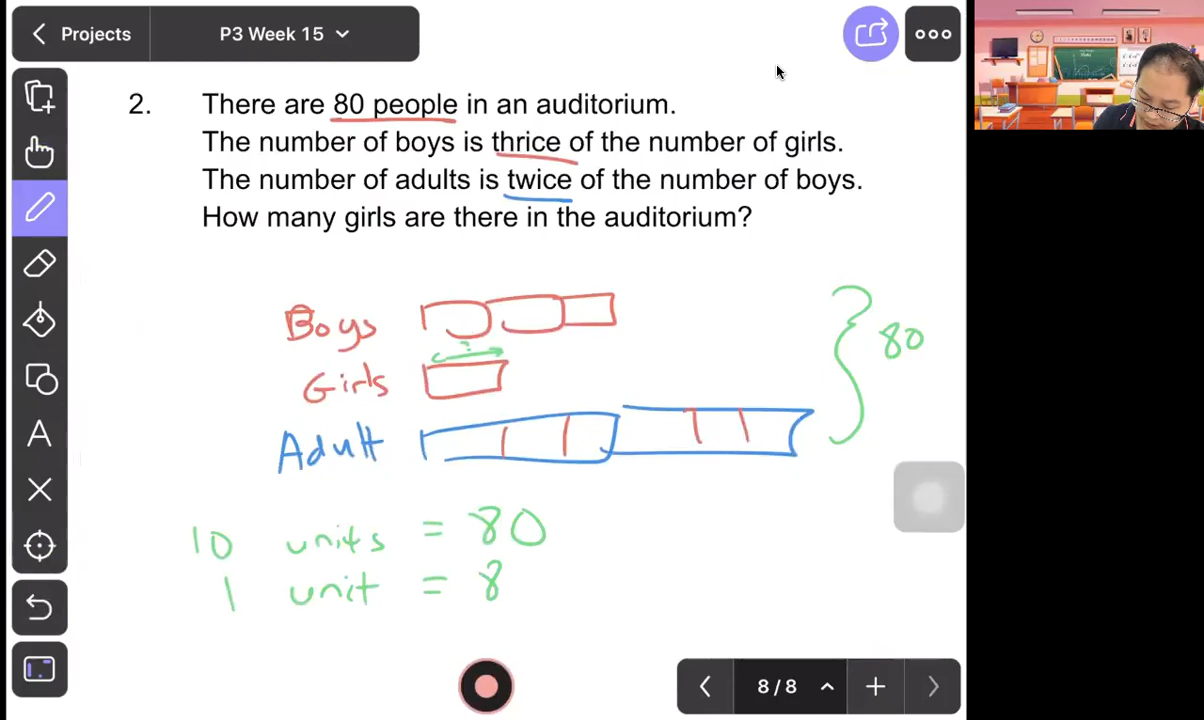 Projects
P3 Week 15
2. There are 80 people in an auditorium.
The number of boys is thrice of the number of girls.
The number of adults is twice of the number of boys.
How many girls are there in the auditorium?
Boys
?
80
Girls
Adult
10 units = 80
1 unit = 8
A
8 / 8